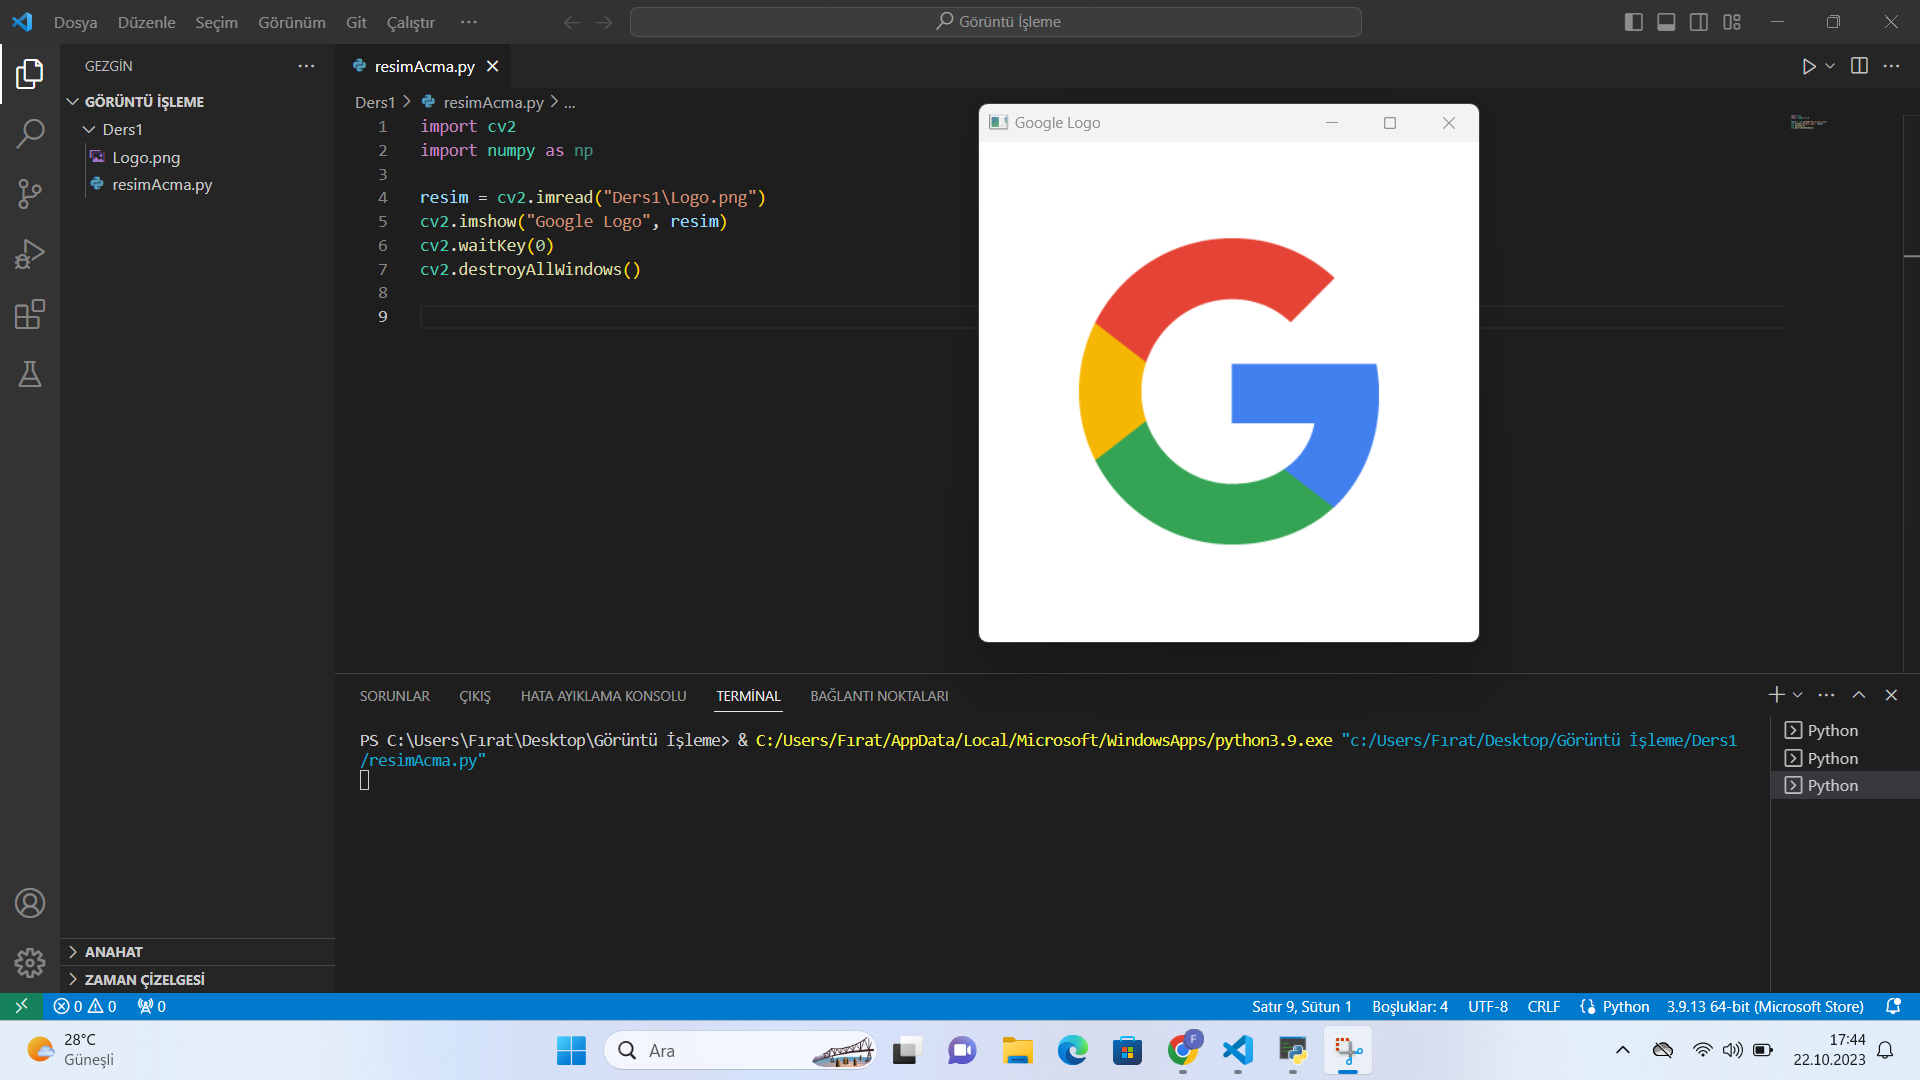 Dosya Düzenle Seçim Görünüm Git Çalıştır ··· Görüntü İşleme
GEZGİN
GÖRÜNTÜ İŞLEME
Ders1
Logo.png
resimAcma.py
ANAHAT
ZAMAN ÇİZELGESİ
resimAcma.py
Ders1 > resimAcma.py > ...
1 import cv2
2 import numpy as np
3
4 resim = cv2.imread("Ders1\Logo.png")
5 cv2.imshow("Google Logo", resim)
6 cv2.waitKey(0)
7 cv2.destroyAllWindows()
8
9
Google Logo
SORUNLAR ÇIKIŞ HATA AYIKLAMA KONSOLU TERMİNAL BAĞLANTI NOKTALARI
PS C:\Users\Fırat\Desktop\Görüntü İşleme> & C:/Users/Fırat/AppData/Local/Microsoft/WindowsApps/python3.9.exe "c:/Users/Fırat/Desktop/Görüntü İşleme/Ders1
/resimAcma.py"
Python
Python
Python
0 0 0 Satır 9, Sütun 1 Boşluklar: 4 UTF-8 CRLF Python 3.9.13 64-bit (Microsoft Store)
28°C
Güneşli
Ara
F
17:44
22.10.2023